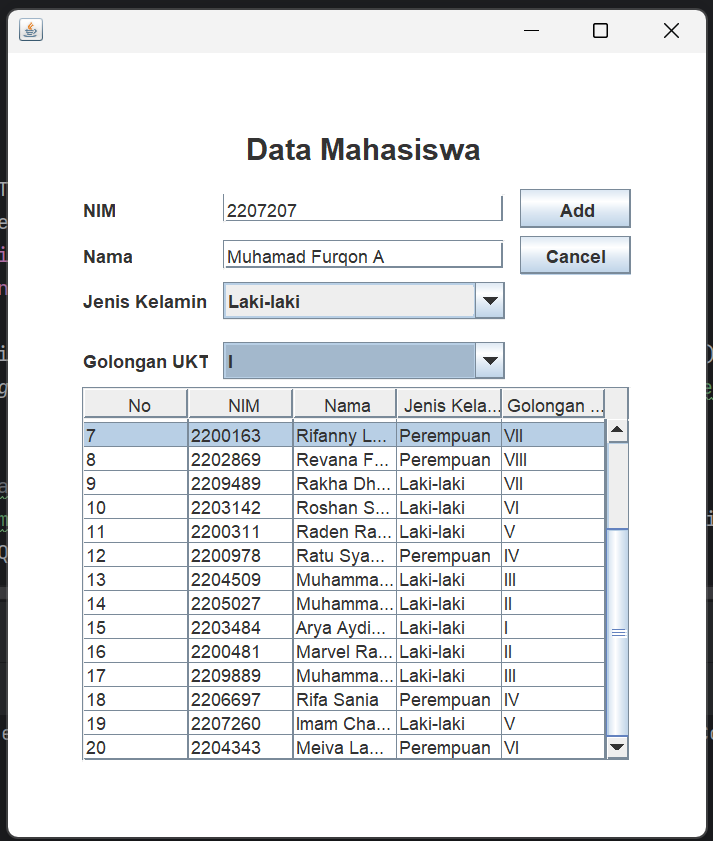 Data Mahasiswa
NIM 2207207 Add
Nama Muhamad Furqon A Cancel
Jenis Kelamin Laki-laki
Golongan UKT I
No NIM Nama Jenis Kela... Golongan ...
7 2200163 Rifanny L... Perempuan VII
8 2202869 Revana F... Perempuan VIII
9 2209489 Rakha Dh... Laki-laki VII
10 2203142 Roshan S... Laki-laki VI
11 2200311 Raden Ra... Laki-laki V
12 2200978 Ratu Sya... Perempuan IV
13 2204509 Muhamma... Laki-laki III
14 2205027 Muhamma... Laki-laki II
15 2203484 Arya Aydi... Laki-laki I
16 2200481 Marvel Ra... Laki-laki II
17 2209889 Muhamma... Laki-laki III
18 2206697 Rifa Sania Perempuan IV
19 2207260 Imam Cha... Laki-laki V
20 2204343 Meiva La... Perempuan VI